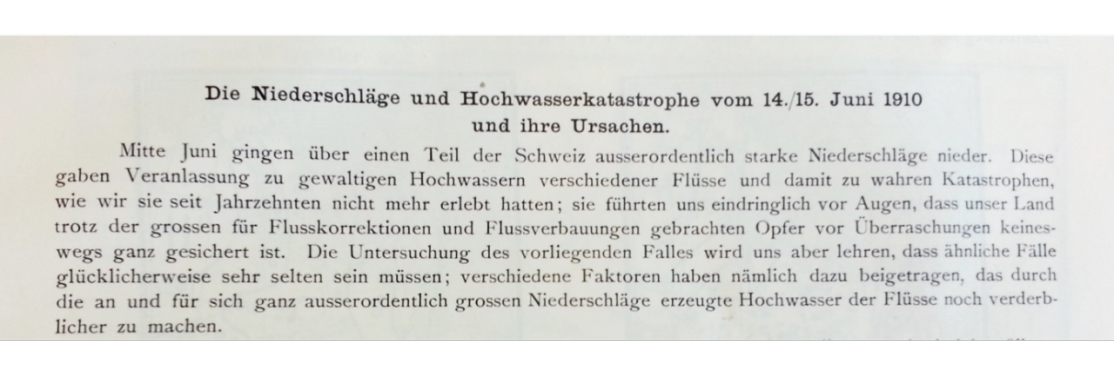 Die Niederschläge und Hochwasserkatastrophe vom 14./15. Juni 1910
und ihre Ursachen.
Mitte Juni gingen über einen Teil der Schweiz ausserordentlich starke Niederschläge nieder. Diese
gaben Veranlassung zu gewaltigen Hochwassern verschiedener Flüsse und damit zu wahren Katastrophen,
wie wir sie seit Jahrzehnten nicht mehr erlebt hatten; sie führten uns eindringlich vor Augen, dass unser Land
trotz der grossen für Flusskorrektionen und Flussverbauungen gebrachten Opfer vor Überraschungen keines-
wegs ganz gesichert ist. Die Untersuchung des vorliegenden Falles wird uns aber lehren, dass ähnliche Fälle
glücklicherweise sehr selten sein müssen; verschiedene Faktoren haben nämlich dazu beigetragen, das durch
die an und für sich ganz ausserordentlich grossen Niederschläge erzeugte Hochwasser der Flüsse noch verderb-
licher zu machen.